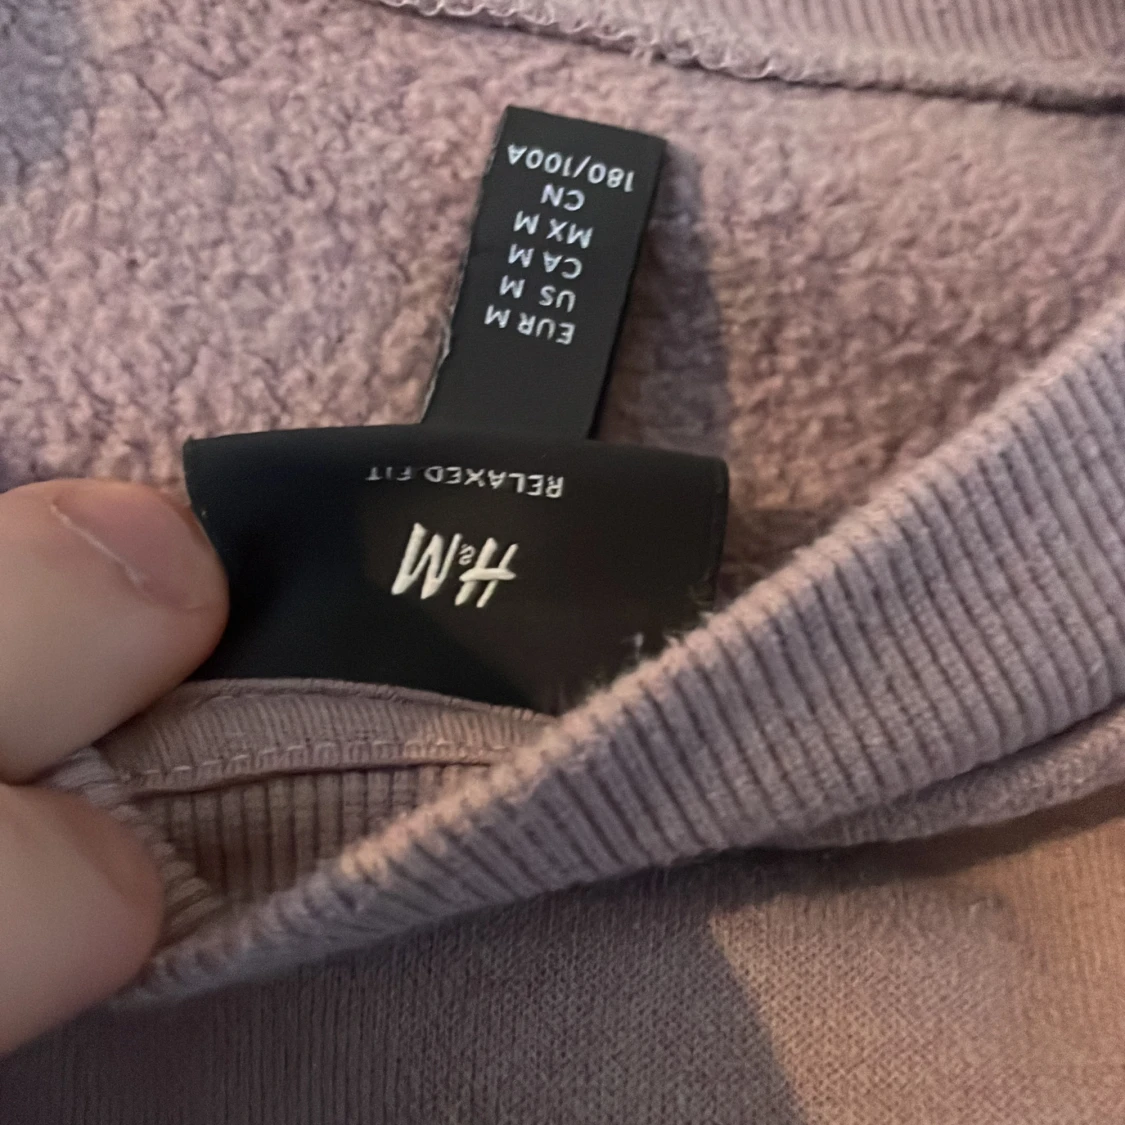 H&M
RELAXED FIT
EUR M
US M
CA M
MX M
CN
180/100A